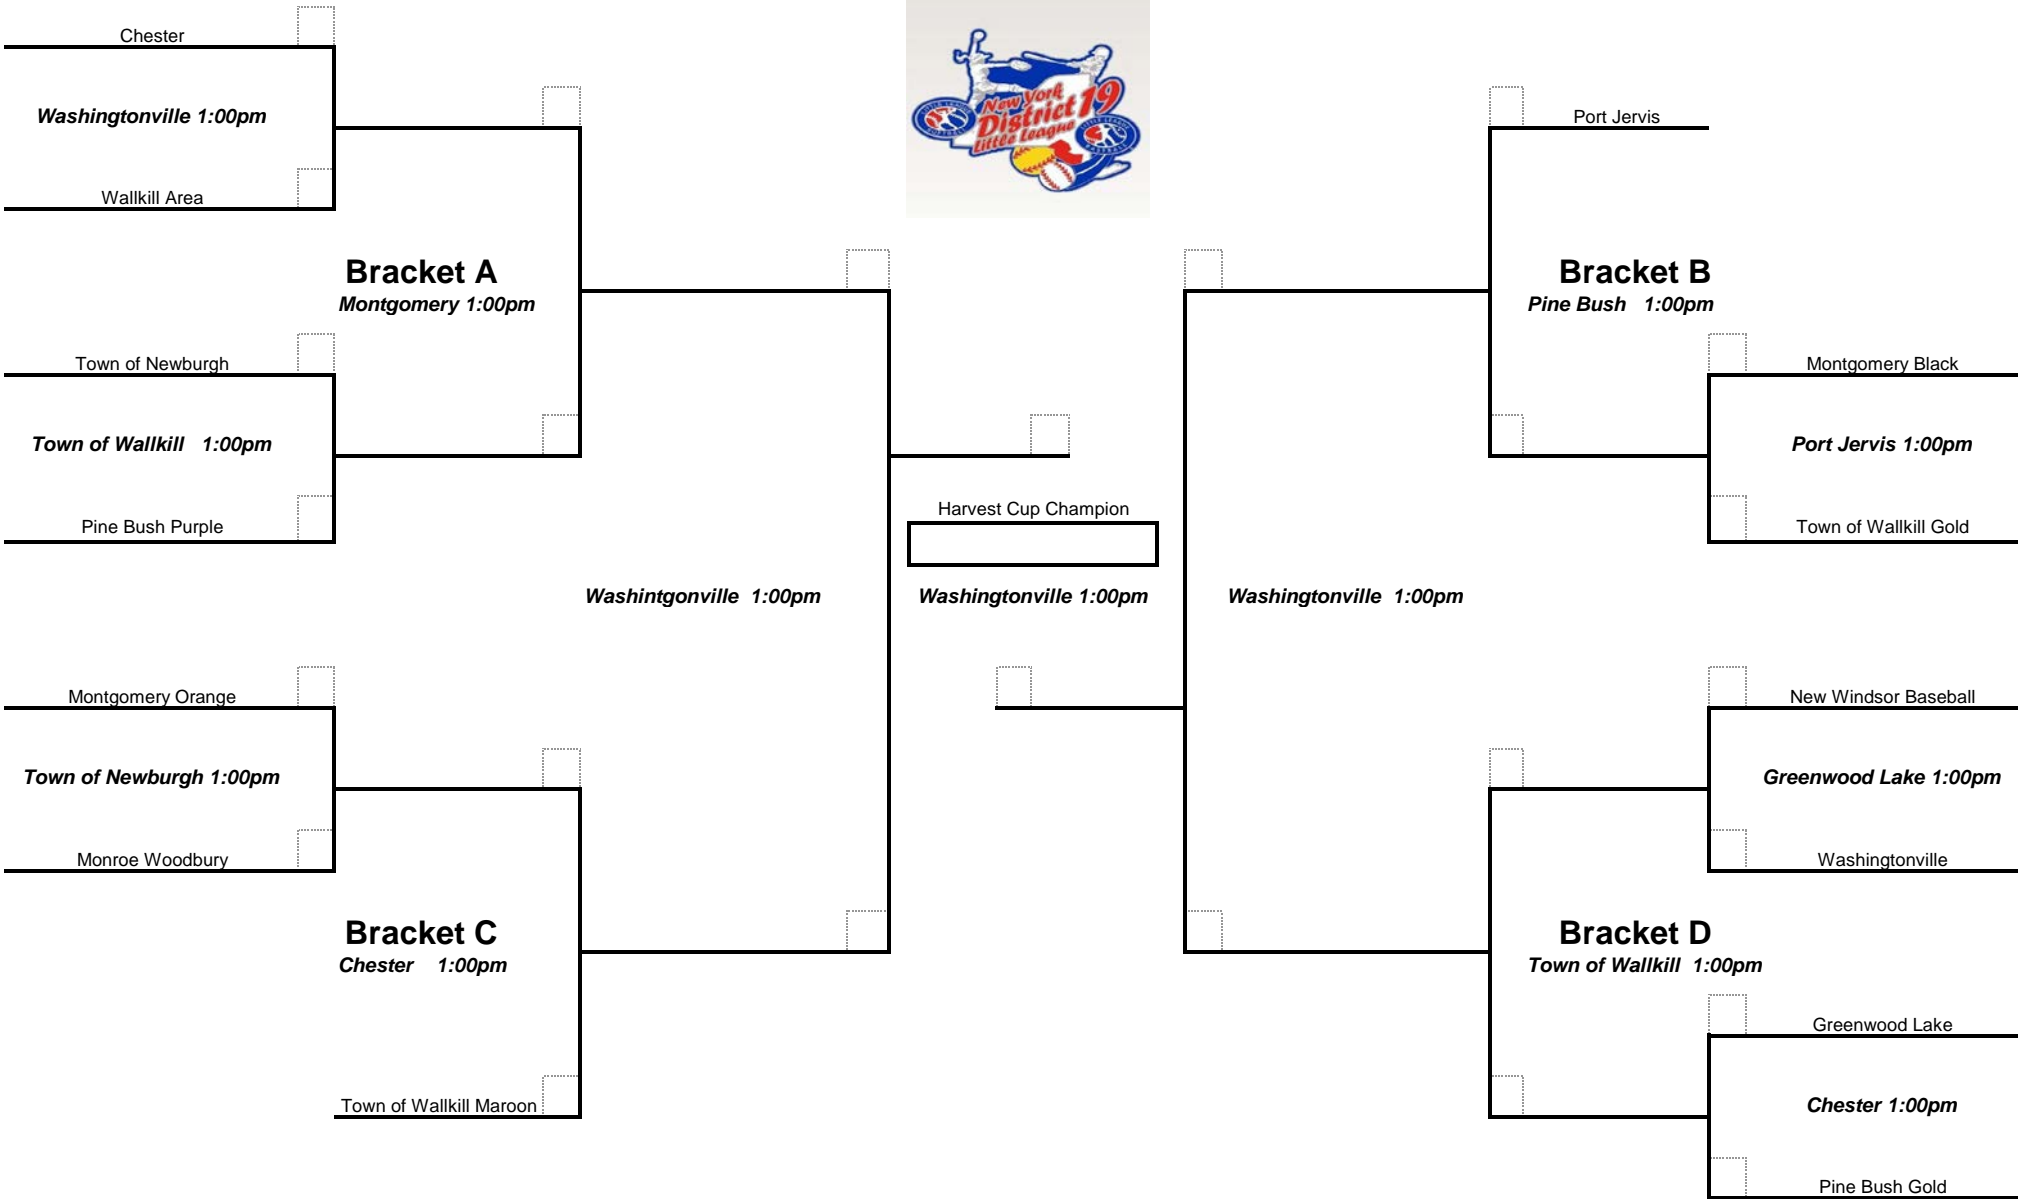 Chester
Washingtonville 1:00pm
Wallkill Area
Bracket A
Montgomery 1:00pm
Town of Newburgh
Town of Wallkill 1:00pm
Pine Bush Purple
Washintgonville 1:00pm
Montgomery Orange
Town of Newburgh 1:00pm
Monroe Woodbury
Bracket C
Chester 1:00pm
Town of Wallkill Maroon
New York
District 19
Little League
Harvest Cup Champion
Washingtonville 1:00pm
Washingtonville 1:00pm
Port Jervis
Bracket B
Pine Bush 1:00pm
Montgomery Black
Port Jervis 1:00pm
Town of Wallkill Gold
New Windsor Baseball
Greenwood Lake 1:00pm
Washingtonville
Bracket D
Town of Wallkill 1:00pm
Greenwood Lake
Chester 1:00pm
Pine Bush Gold